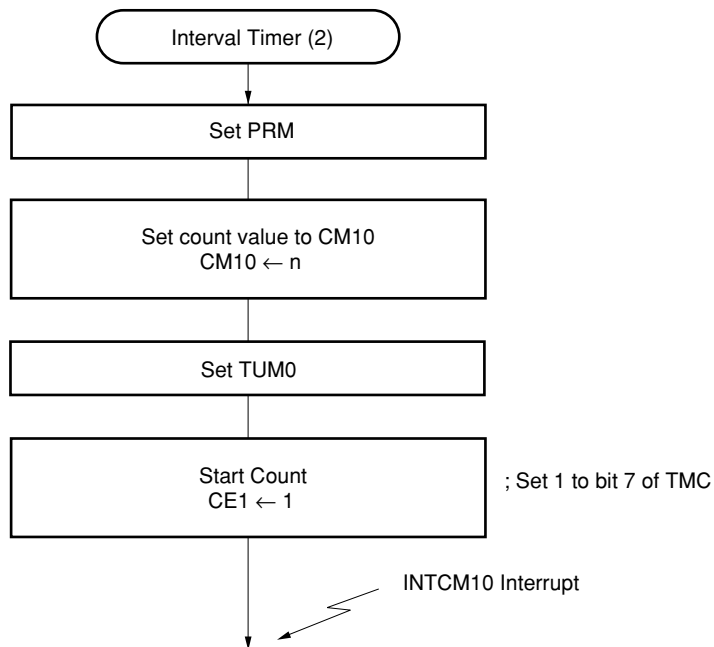 Interval Timer (2)
Set PRM
Set count value to CM10
CM10 ← n
Set TUM0
Start Count
CE1 ← 1
; Set 1 to bit 7 of TMC
INTCM10 Interrupt